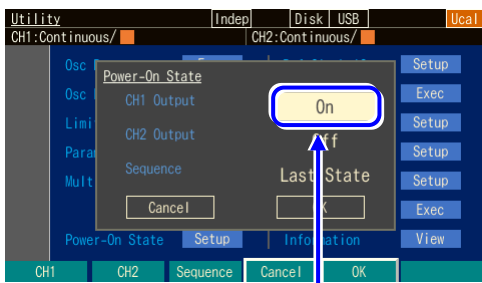 Utility Indep Disk USB Ucal
CH1:Continuous/ CH2:Continuous/
Osc Setup
Power-On State
Osc Exec
CH1 Output On
Limi Setup
CH2 Output Off
Para Setup
Sequence Last State
Mult Setup
Cancel OK
Exec
Power-On State Setup Information View
CH1 CH2 Sequence Cancel OK